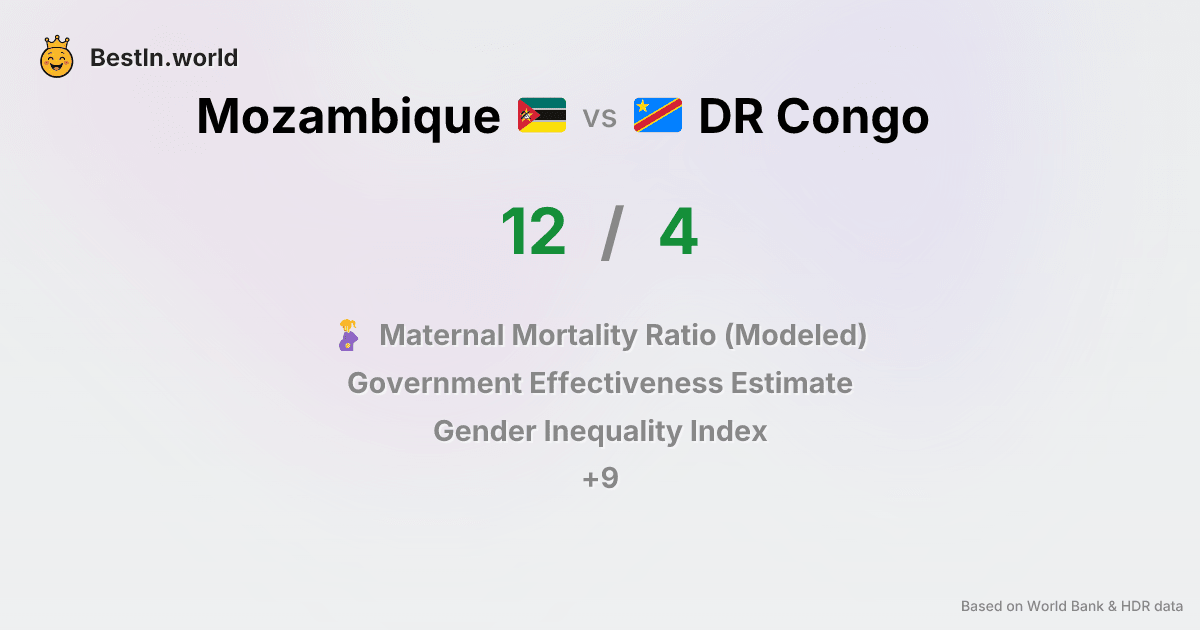 BestIn.world
Mozambique vs DR Congo
12 / 4
Maternal Mortality Ratio (Modeled)
Government Effectiveness Estimate
Gender Inequality Index
+9
Based on World Bank & HDR data